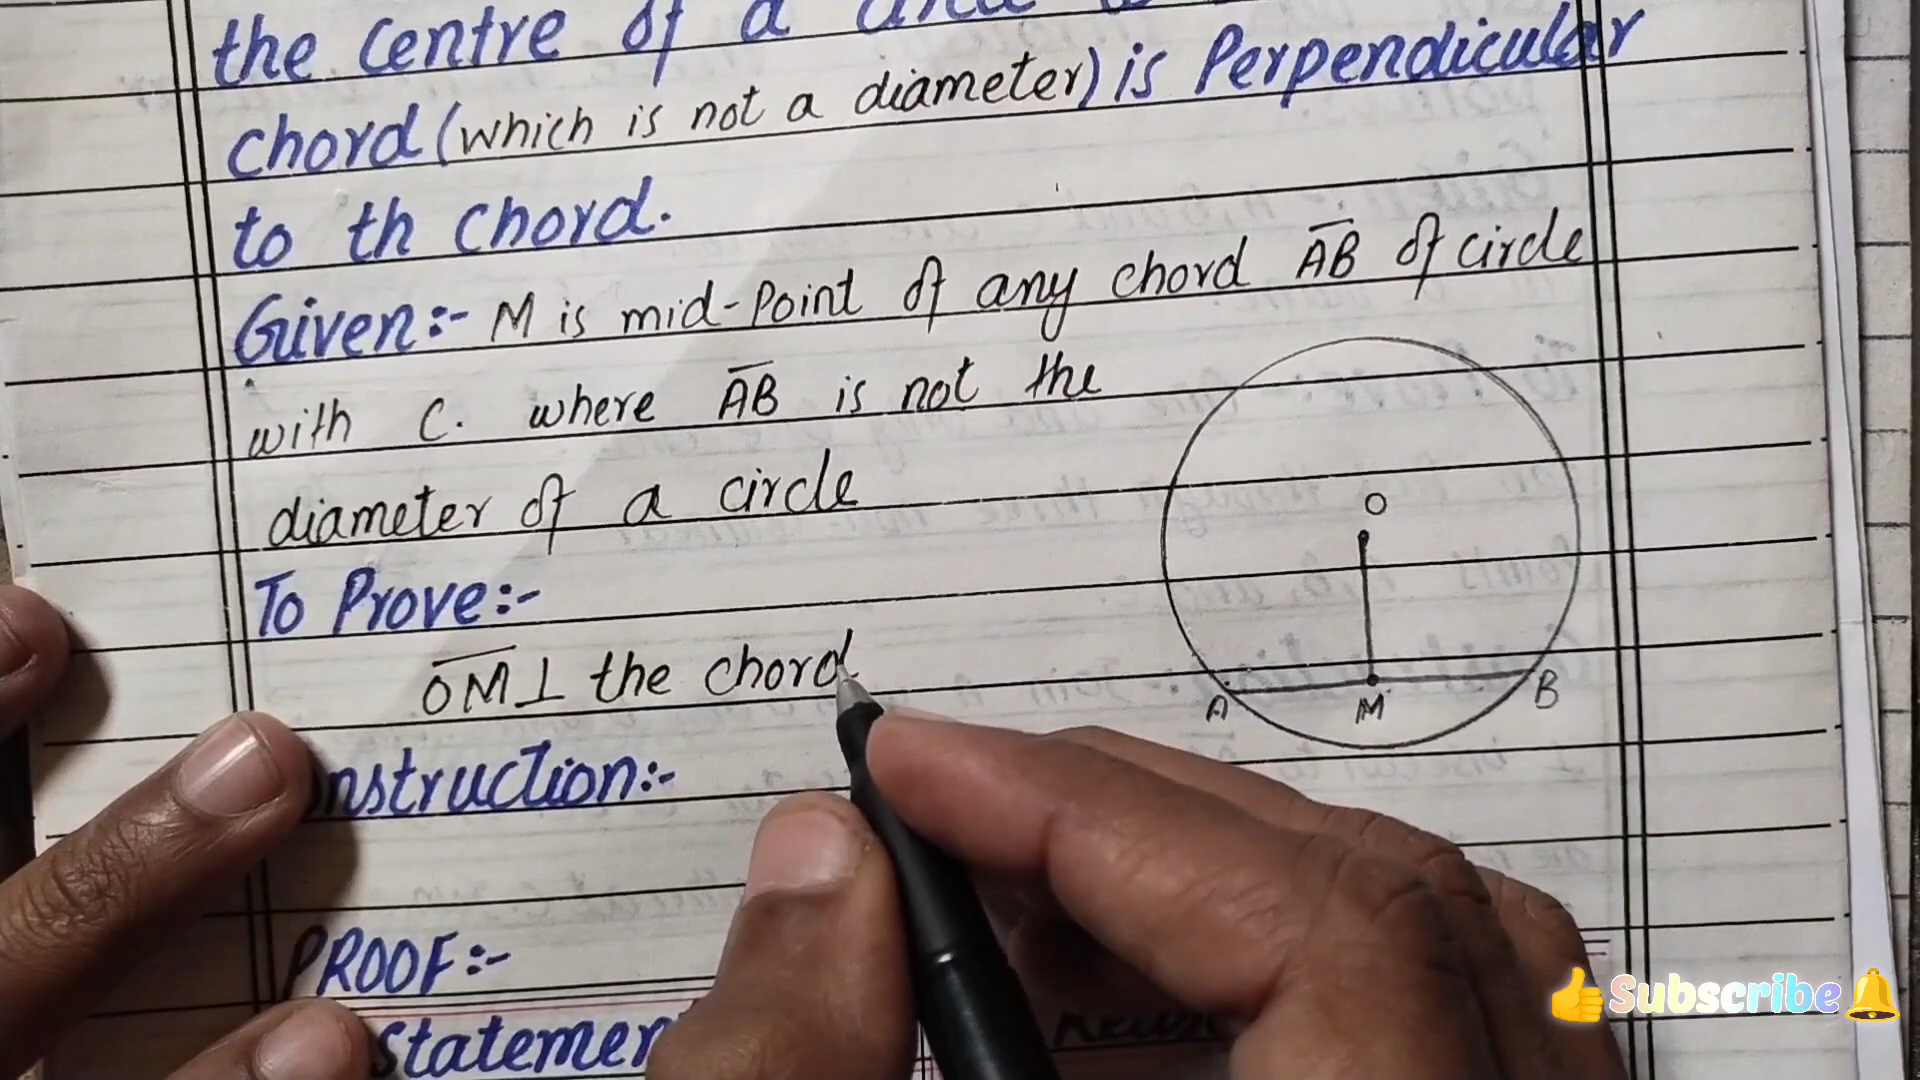 the centre of a
chord (which is not a diameter) is Perpendicular
to th chord.
Given:- M is mid-Point of any chord AB of circle
with C. where AB is not the
diameter of a circle
O
To Prove:-
OM⊥ the chord
A M B
nstruction:-
PROOF:-
Subscribe